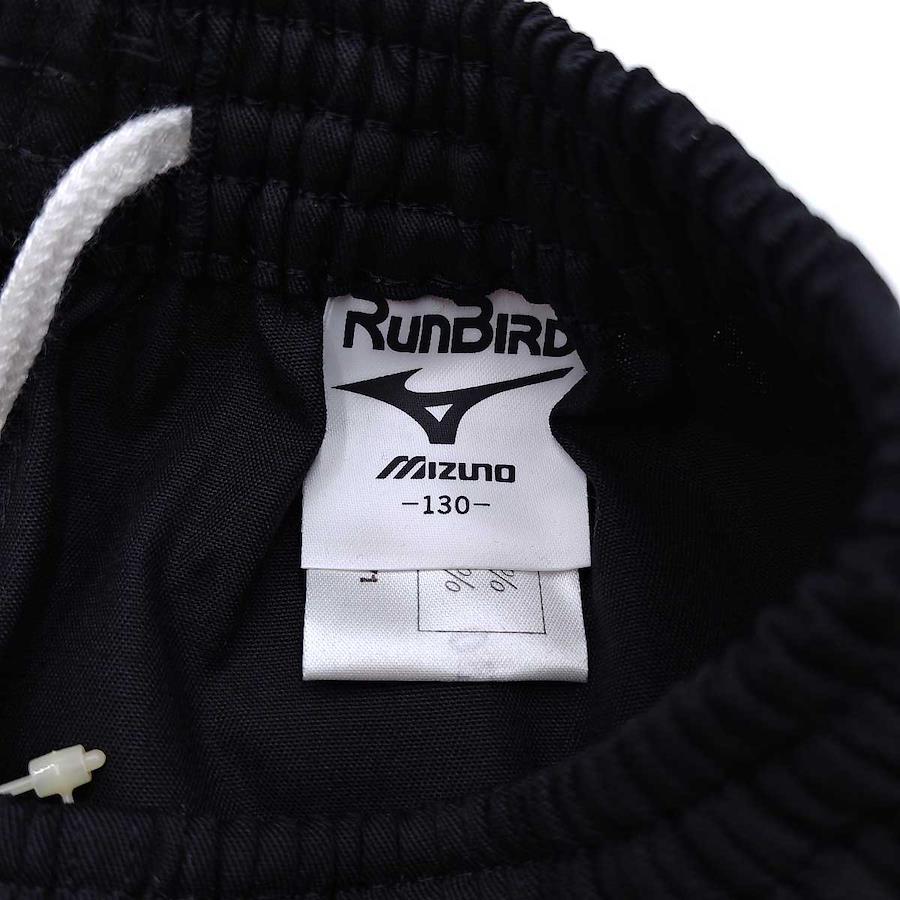 RunBIRD
MIZUNO
-130-
%
%